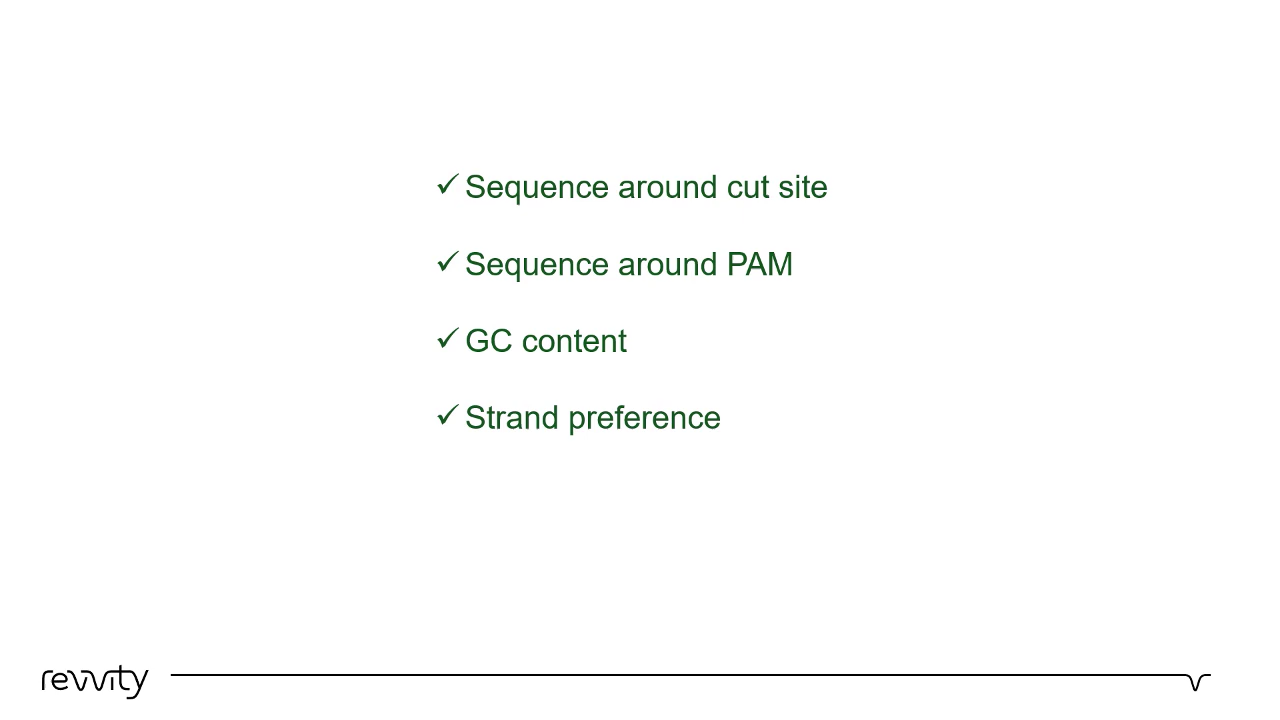 ✓ Sequence around cut site
✓ Sequence around PAM
✓ GC content
✓ Strand preference
revvity